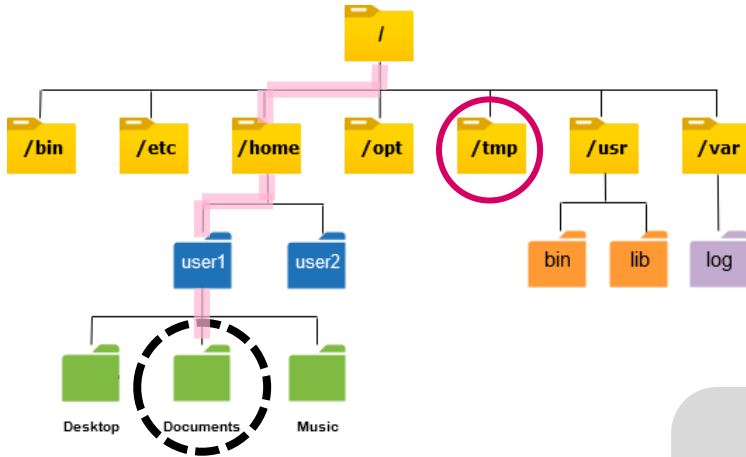 /
/bin /etc /home /opt /tmp /usr /var
user1 user2 bin lib log
Desktop Documents Music